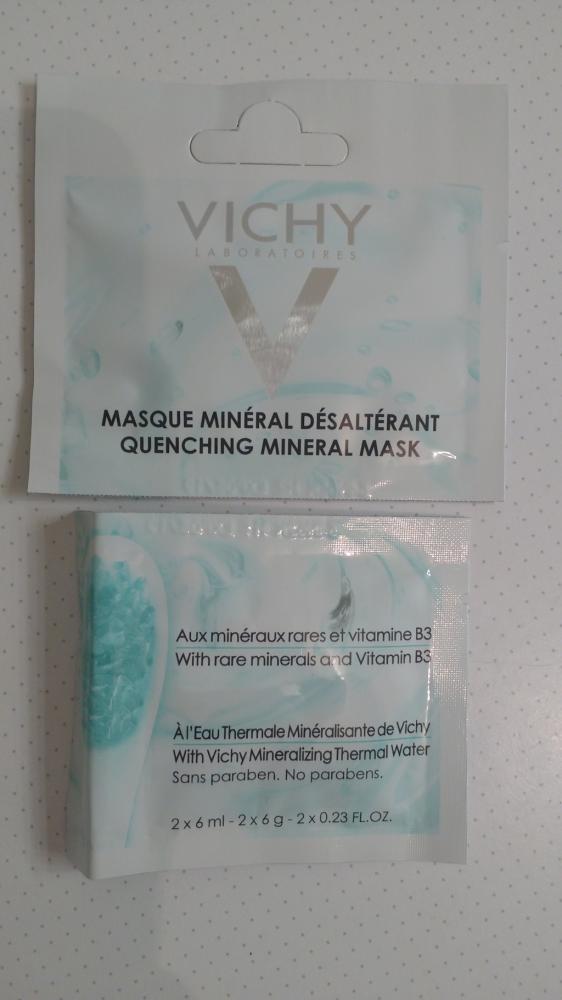 VICHY
LABORATOIRES
MASQUE MINÉRAL DÉSALTÉRANT
QUENCHING MINERAL MASK
Aux minéraux rares et vitamine B3
With rare minerals and Vitamin B3
À l'Eau Thermale Minéralisante de Vichy
With Vichy Mineralizing Thermal Water
Sans paraben. No parabens.
2 x 6 ml - 2 x 6 g - 2 x 0.23 FL.OZ.